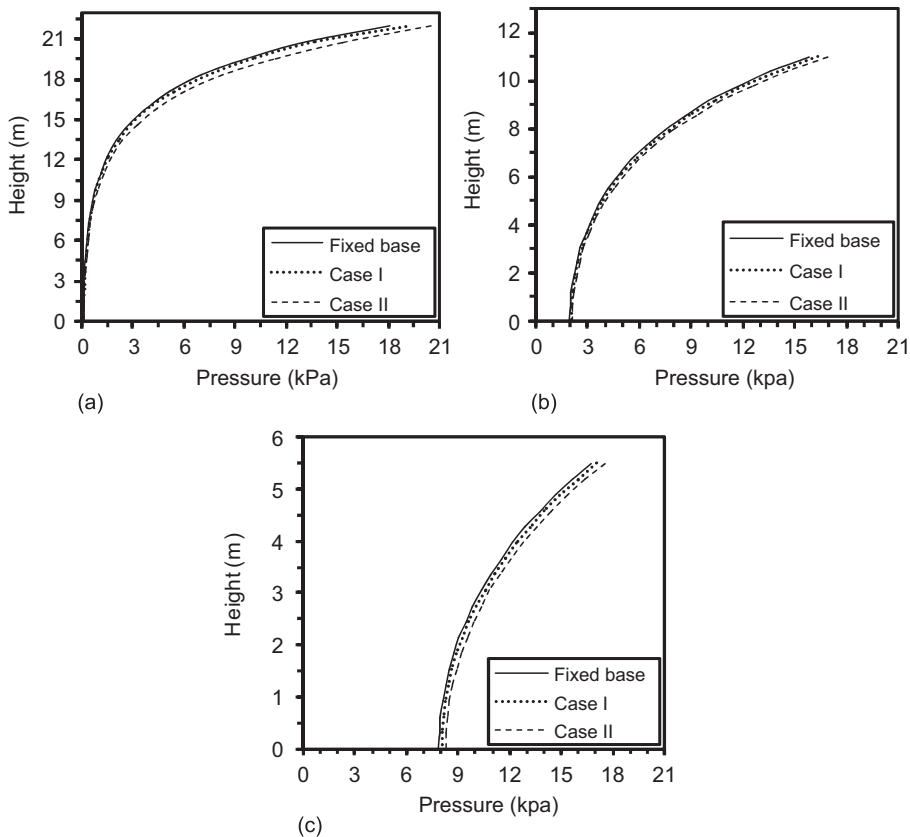 21
18
15
12
9
6
3
0
Height (m)
Fixed base
Case I
Case II
0 3 6 9 12 15 18 21
Pressure (kPa)
(a)
12
10
8
6
4
2
0
Height (m)
Fixed base
Case I
Case II
0 3 6 9 12 15 18 21
Pressure (kpa)
(b)
6
5
4
3
2
1
0
Height (m)
Fixed base
Case I
Case II
0 3 6 9 12 15 18 21
Pressure (kpa)
(c)